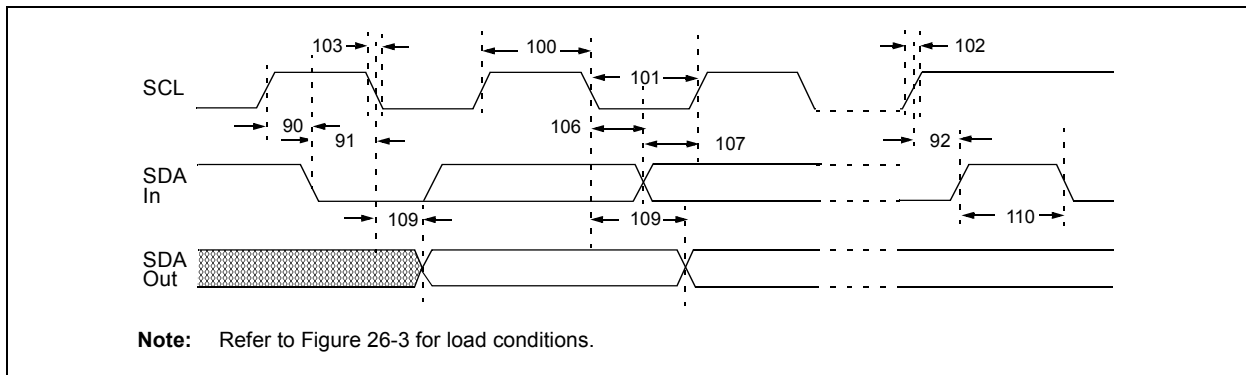 103
100
102
SCL
101
90
91
106
107
92
SDA
In
109
109
110
SDA
Out
Note: Refer to Figure 26-3 for load conditions.